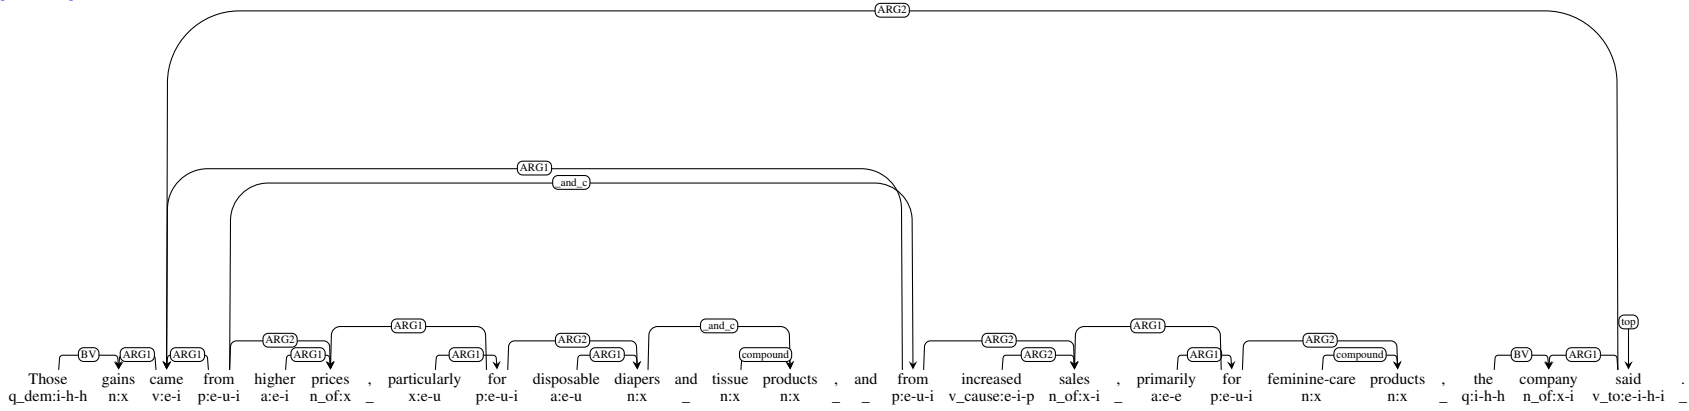 ARG2
ARG1
_and_c
top
ARG1 _and_c ARG1
ARG2 ARG2 ARG2 ARG2
BV ARG1 ARG1 ARG1 ARG1 ARG1 compound ARG2 ARG1 compound BV ARG1
Those gains came from higher prices , particularly for disposable diapers and tissue products , and from increased sales , primarily for feminine-care products , the company said .
q_dem:i-h-h n:x v:e-i p:e-u-i a:e-i n_of:x _ x:e-u p:e-u-i a:e-u n:x _ n:x n:x _ _ p:e-u-i v_cause:e-i-p n_of:x-i _ a:e-e p:e-u-i n:x n:x _ q:i-h-h n_of:x-i v_to:e-i-h-i _